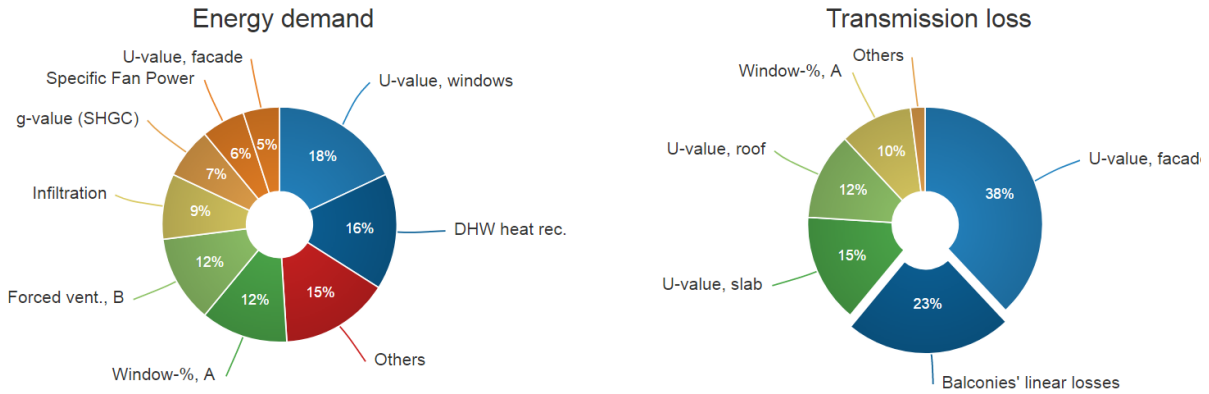 Energy demand
U-value, facade
Specific Fan Power
U-value, windows
g-value (SHGC)
Infiltration
DHW heat rec.
Forced vent., B
Others
Window-%, A
18%
16%
15%
12%
12%
9%
7%
6%
5%
Transmission loss
Others
Window-%, A
U-value, roof
U-value, facad
U-value, slab
Balconies' linear losses
38%
23%
15%
12%
10%